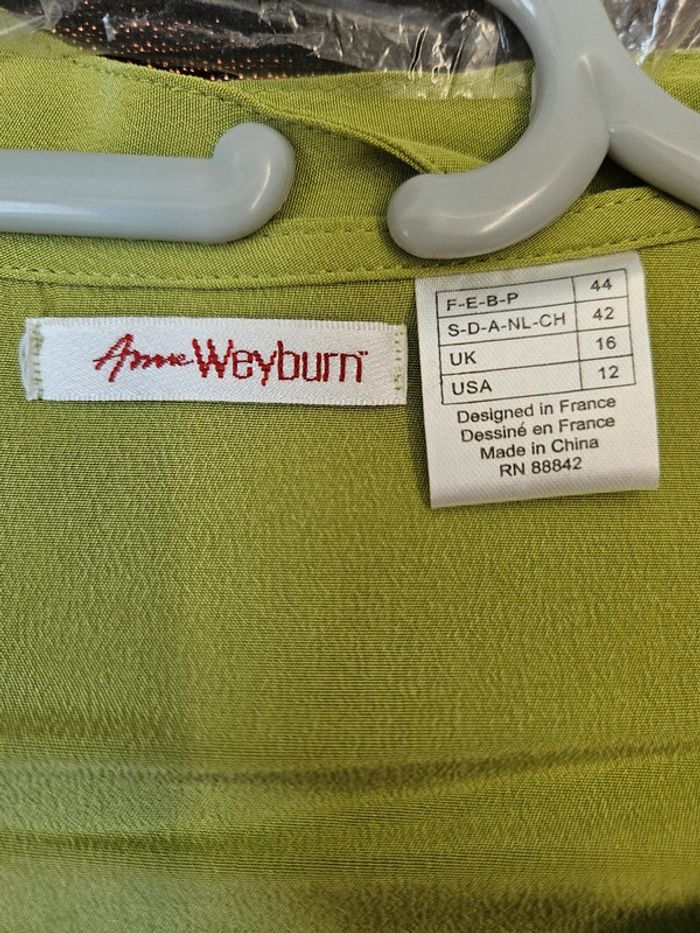 Anne Weyburn™
F-E-B-P 44
S-D-A-NL-CH 42
UK 16
USA 12
Designed in France
Dessiné en France
Made in China
RN 88842